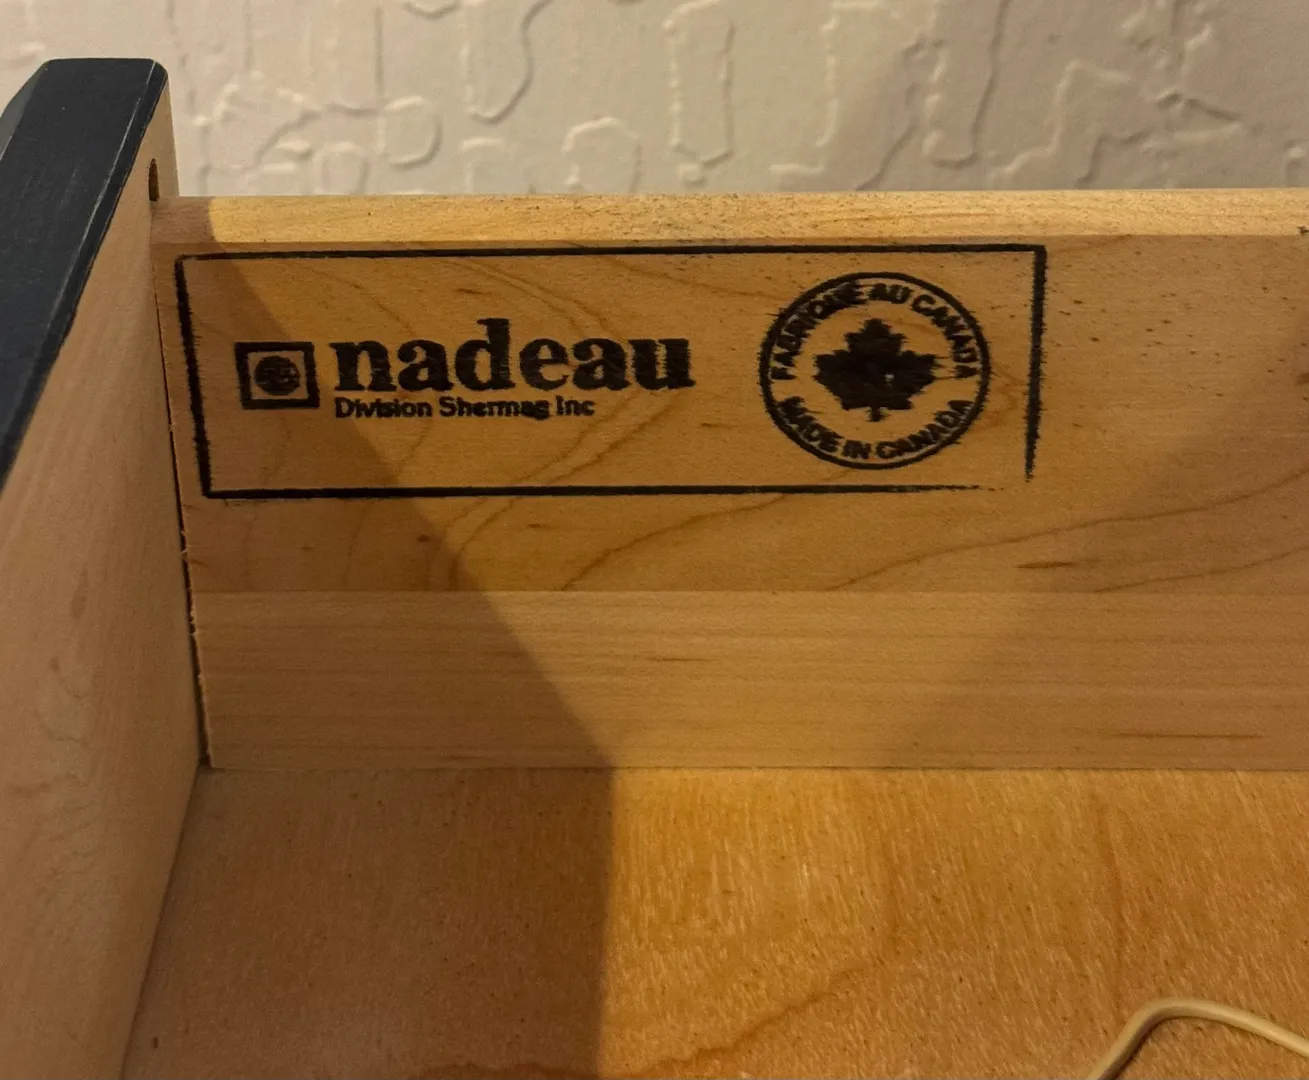 nadeau
Division Shermag Inc
FABRIQUÉ AU CANADA
MADE IN CANADA